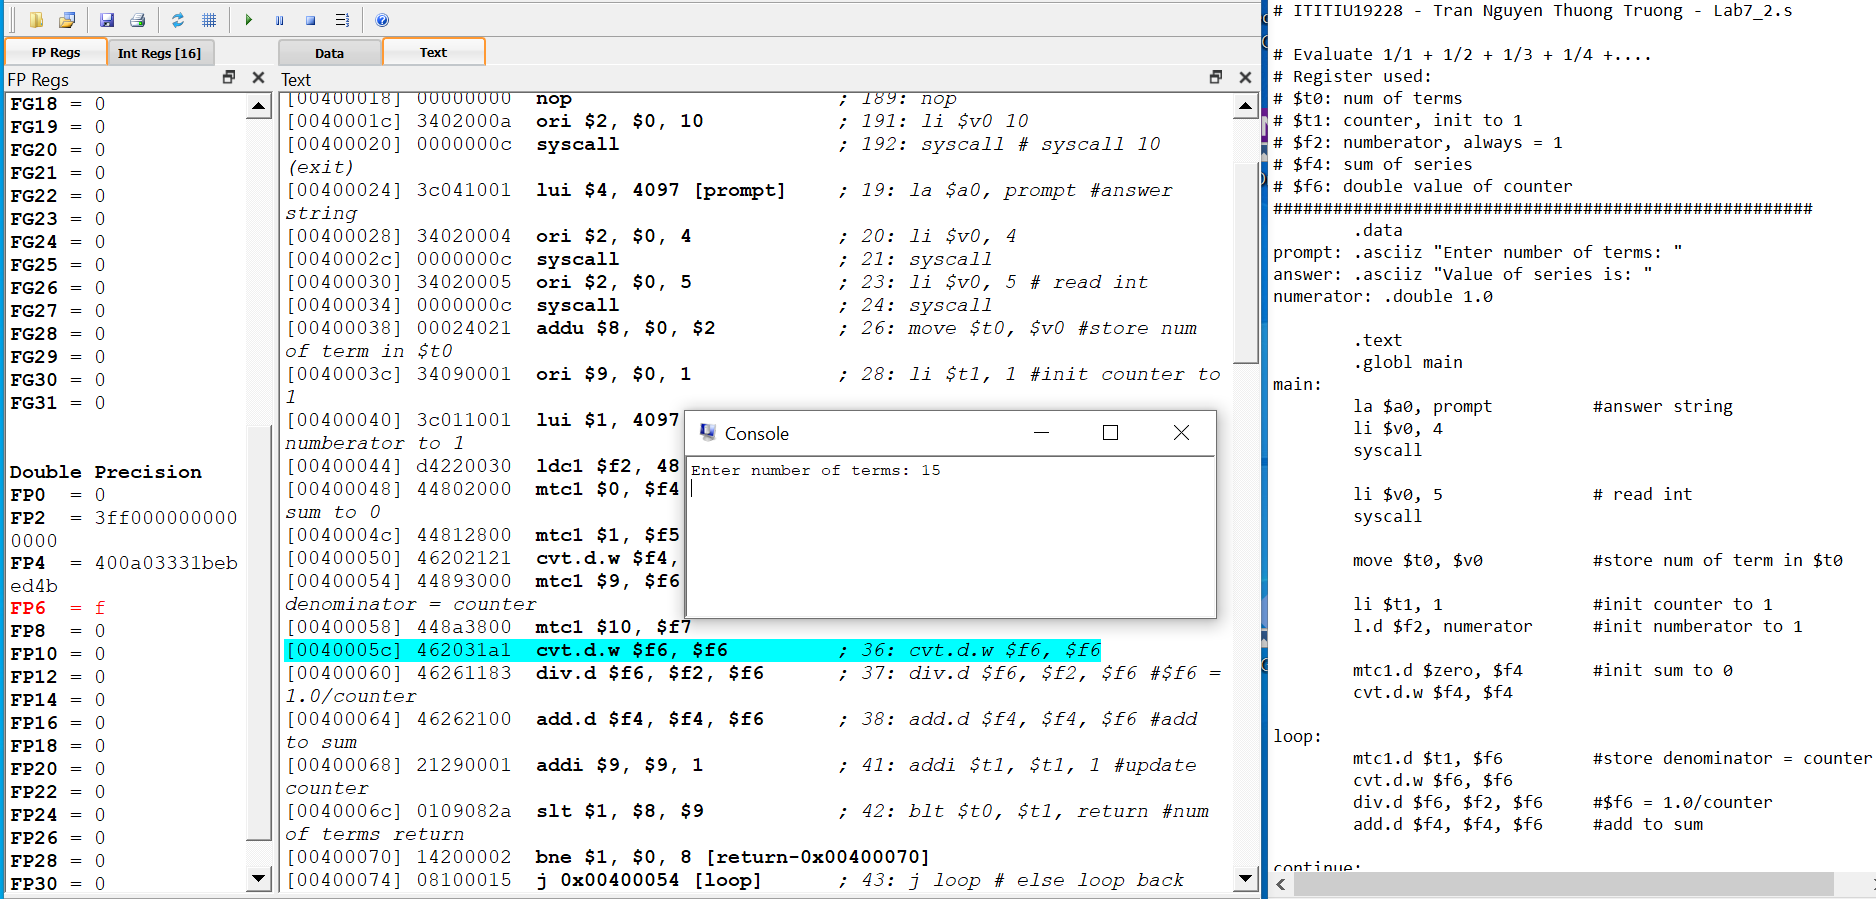 FP Regs
Int Regs [16]
Data
Text
FP Regs
FG18 = 0
FG19 = 0
FG20 = 0
FG21 = 0
FG22 = 0
FG23 = 0
FG24 = 0
FG25 = 0
FG26 = 0
FG27 = 0
FG28 = 0
FG29 = 0
FG30 = 0
FG31 = 0
Double Precision
FP0 = 0
FP2 = 3ff000000000
0000
FP4 = 400a03331beb
ed4b
FP6 = f
FP8 = 0
FP10 = 0
FP12 = 0
FP14 = 0
FP16 = 0
FP18 = 0
FP20 = 0
FP22 = 0
FP24 = 0
FP26 = 0
FP28 = 0
FP30 = 0
Text
[00400018] 00000000 nop ; 189: nop
[0040001c] 3402000a ori $2, $0, 10 ; 191: li $v0 10
[00400020] 0000000c syscall ; 192: syscall # syscall 10
(exit)
[00400024] 3c041001 lui $4, 4097 [prompt] ; 19: la $a0, prompt #answer
string
[00400028] 34020004 ori $2, $0, 4 ; 20: li $v0, 4
[0040002c] 0000000c syscall ; 21: syscall
[00400030] 34020005 ori $2, $0, 5 ; 23: li $v0, 5 # read int
[00400034] 0000000c syscall ; 24: syscall
[00400038] 00024021 addu $8, $0, $2 ; 26: move $t0, $v0 #store num
of term in $t0
[0040003c] 34090001 ori $9, $0, 1 ; 28: li $t1, 1 #init counter to
1
[00400040] 3c011001 lui $1, 4097
numberator to 1
[00400044] d4220030 ldc1 $f2, 48
[00400048] 44802000 mtc1 $0, $f4
sum to 0
[0040004c] 44812800 mtc1 $1, $f5
[00400050] 46202121 cvt.d.w $f4,
[00400054] 44893000 mtc1 $9, $f6
denominator = counter
[00400058] 448a3800 mtc1 $10, $f7
[0040005c] 462031a1 cvt.d.w $f6, $f6 ; 36: cvt.d.w $f6, $f6
[00400060] 46261183 div.d $f6, $f2, $f6 ; 37: div.d $f6, $f2, $f6 #$f6 =
1.0/counter
[00400064] 46262100 add.d $f4, $f4, $f6 ; 38: add.d $f4, $f4, $f6 #add
to sum
[00400068] 21290001 addi $9, $9, 1 ; 41: addi $t1, $t1, 1 #update
counter
[0040006c] 0109082a slt $1, $8, $9 ; 42: blt $t0, $t1, return #num
of terms return
[00400070] 14200002 bne $1, $0, 8 [return-0x00400070]
[00400074] 08100015 j 0x00400054 [loop] ; 43: j loop # else loop back
Console
Enter number of terms: 15
# ITITIU19228 - Tran Nguyen Thuong Truong - Lab7_2.s
# Evaluate 1/1 + 1/2 + 1/3 + 1/4 +....
# Register used:
# $t0: num of terms
# $t1: counter, init to 1
# $f2: numberator, always = 1
# $f4: sum of series
# $f6: double value of counter
######################################################
.data
prompt: .asciiz "Enter number of terms: "
answer: .asciiz "Value of series is: "
numerator: .double 1.0
.text
.globl main
main:
la $a0, prompt #answer string
li $v0, 4
syscall
li $v0, 5 # read int
syscall
move $t0, $v0 #store num of term in $t0
li $t1, 1 #init counter to 1
l.d $f2, numerator #init numberator to 1
mtc1.d $zero, $f4 #init sum to 0
cvt.d.w $f4, $f4
loop:
mtc1.d $t1, $f6 #store denominator = counter
cvt.d.w $f6, $f6
div.d $f6, $f2, $f6 #$f6 = 1.0/counter
add.d $f4, $f4, $f6 #add to sum
continue: